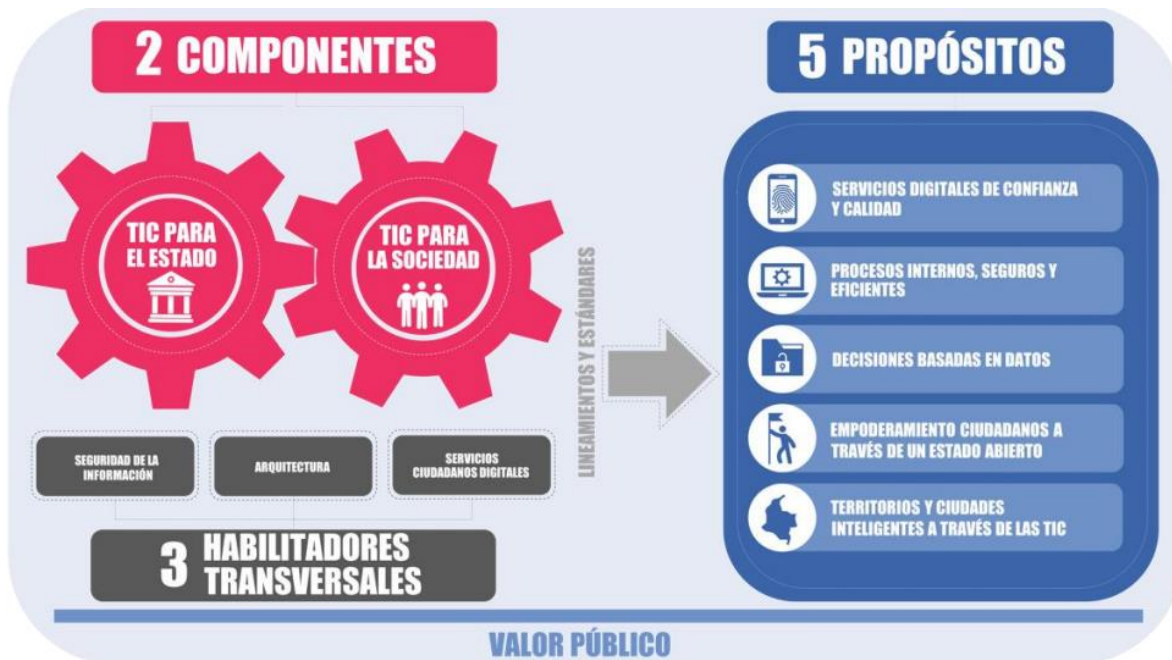 2 COMPONENTES
TIC PARA
EL ESTADO
TIC PARA
LA SOCIEDAD
SEGURIDAD DE LA
INFORMACIÓN
ARQUITECTURA
SERVICIOS
CIUDADANOS DIGITALES
3 HABILITADORES
TRANSVERSALES
LINEAMIENTOS Y ESTÁNDARES
5 PROPÓSITOS
SERVICIOS DIGITALES DE CONFIANZA
Y CALIDAD
PROCESOS INTERNOS, SEGUROS Y
EFICIENTES
DECISIONES BASADAS EN DATOS
EMPODERAMIENTO CIUDADANOS A
TRAVÉS DE UN ESTADO ABIERTO
TERRITORIOS Y CIUDADES
INTELIGENTES A TRAVÉS DE LAS TIC
VALOR PÚBLICO